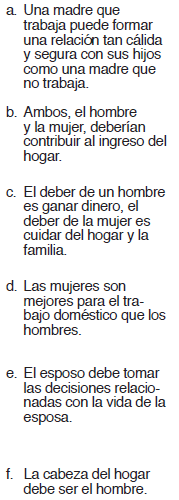 a. Una madre que
trabaja puede formar
una relación tan cálida
y segura con sus hijos
como una madre que
no trabaja.
b. Ambos, el hombre
y la mujer, deberían
contribuir al ingreso del
hogar.
c. El deber de un hombre
es ganar dinero, el
deber de la mujer es
cuidar del hogar y la
familia.
d. Las mujeres son
mejores para el tra-
bajo doméstico que los
hombres.
e. El esposo debe tomar
las decisiones relacio-
nadas con la vida de la
esposa.
f. La cabeza del hogar
debe ser el hombre.